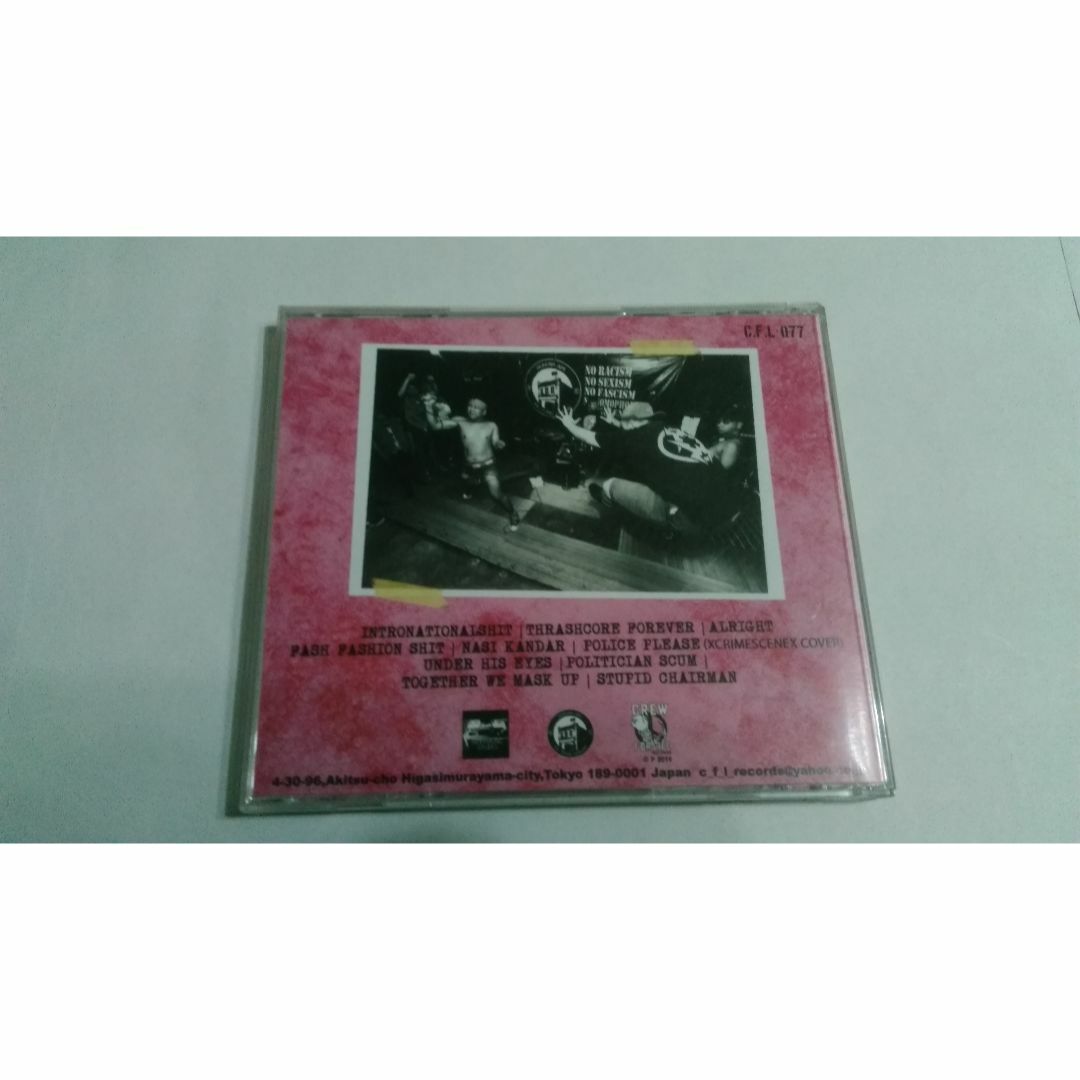 C.F.L 077
NO RACISM
NO SEXISM
NO FASCISM
INTRONATIONALSHIT | THRASHCORE FOREVER | ALRIGHT
FASH FASHION SHIT | NASI KANDAR | POLICE PLEASE (XCRIMESCENEX COVER)
UNDER HIS EYES | POLITICIAN SCUM |
TOGETHER WE MASK UP | STUPID CHAIRMAN
CREW
4-30-96,Akitsu-cho Higasimurayama-city,Tokyo 189-0001 Japan c_f_l_records@yahoo.